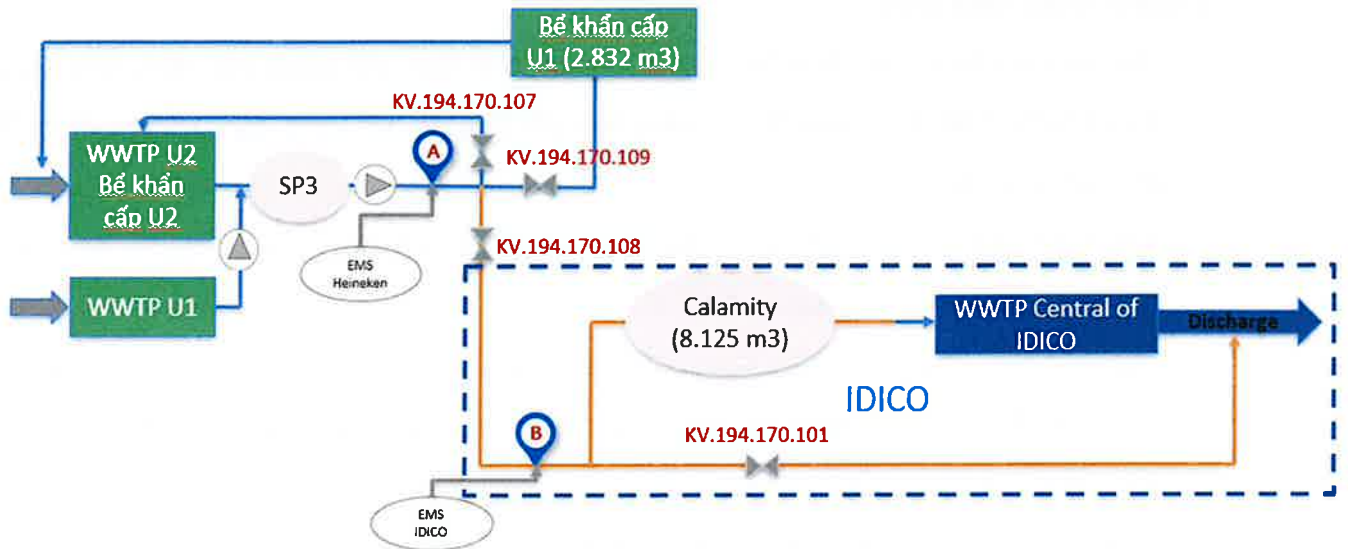 Bể khẩn cấp
U1 (2.832 m3)
KV.194.170.107
WWTP U2
Bể khẩn
cấp U2
SP3
A
KV.194.170.109
EMS
Heineken
KV.194.170.108
WWTP U1
Calamity
(8.125 m3)
WWTP Central of
IDICO
Discharge
IDICO
B
KV.194.170.101
EMS
IDICO